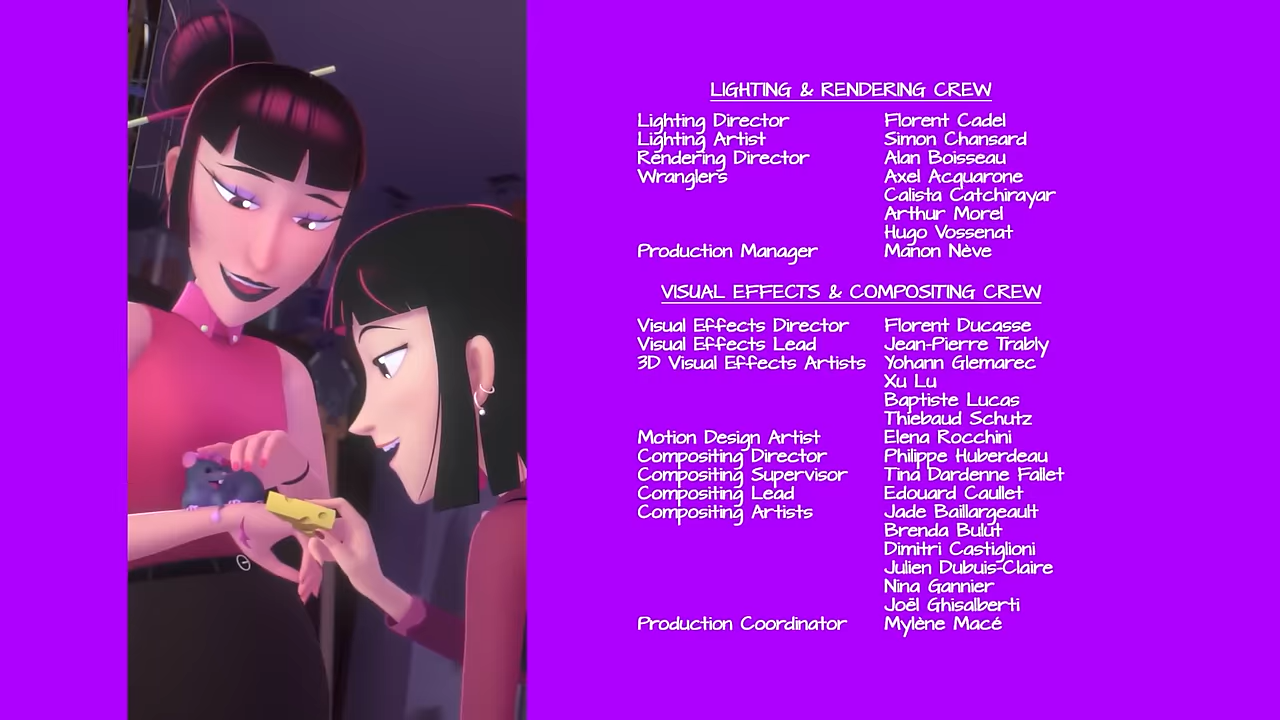 LIGHTING & RENDERING CREW
Lighting Director Florent Cadel
Lighting Artist Simon Chansard
Rendering Director Alan Boisseau
Wranglers Axel Acquarone
Calista Catchirayar
Arthur Morel
Hugo Vossenat
Production Manager Manon Nève
VISUAL EFFECTS & COMPOSITING CREW
Visual Effects Director Florent Ducasse
Visual Effects Lead Jean-Pierre Trably
3D Visual Effects Artists Yohann Glemarec
Xu Lu
Baptiste Lucas
Thiebaud Schutz
Motion Design Artist Elena Rocchini
Compositing Director Philippe Huberdeau
Compositing Supervisor Tina Dardenne Fallet
Compositing Lead Edouard Caullet
Compositing Artists Jade Baillargeault
Brenda Bulut
Dimitri Castiglioni
Julien Dubuis-Claire
Nina Gannier
Joël Ghisalberti
Production Coordinator Mylène Macé